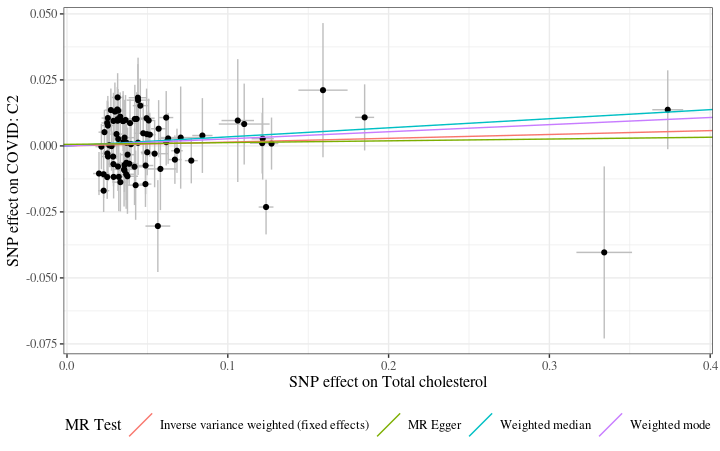 0.050
0.025
0.000
-0.025
-0.050
-0.075
SNP effect on COVID: C2
0.0
0.1
0.2
0.3
0.4
SNP effect on Total cholesterol
MR Test
Inverse variance weighted (fixed effects)
MR Egger
Weighted median
Weighted mode